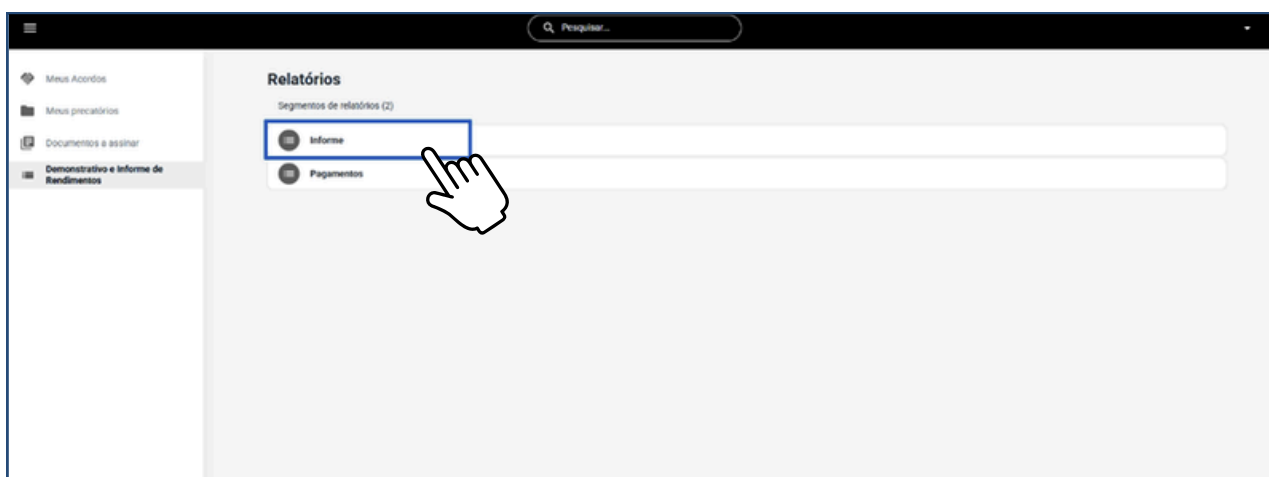 Pesquisar...
Meus Acordos
Meus precatórios
Documentos a assinar
Demonstrativo e Informe de
Rendimentos
Relatórios
Segmentos de relatórios (2)
Informe
Pagamentos